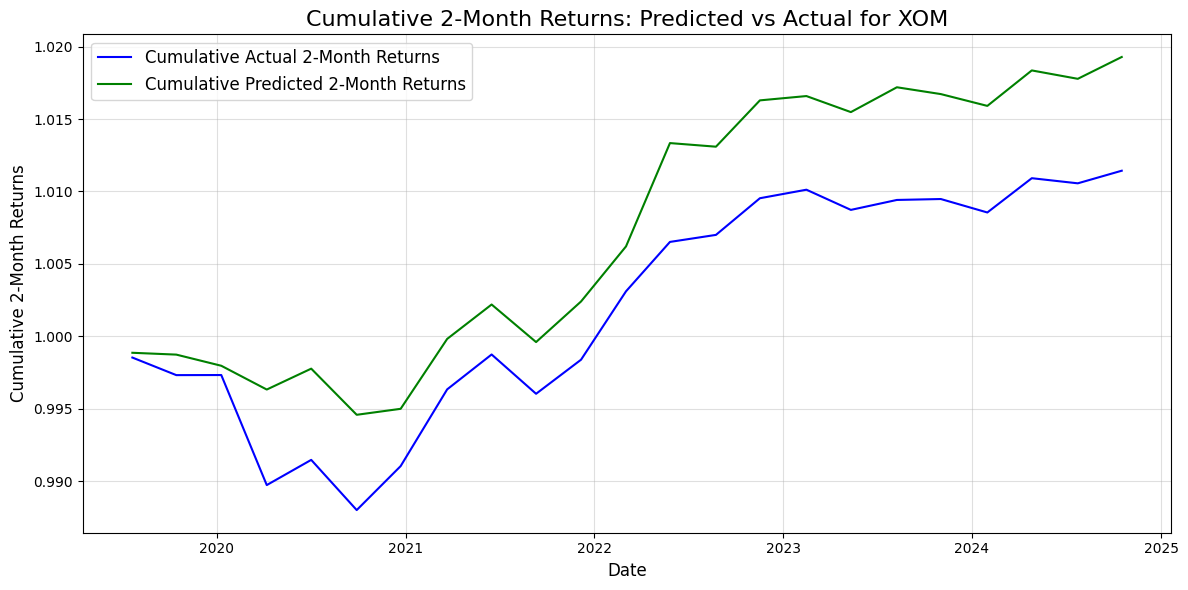 Cumulative 2-Month Returns: Predicted vs Actual for XOM
Cumulative Actual 2-Month Returns
Cumulative Predicted 2-Month Returns
Cumulative 2-Month Returns
1.020
1.015
1.010
1.005
1.000
0.995
0.990
2020 2021 2022 2023 2024 2025
Date